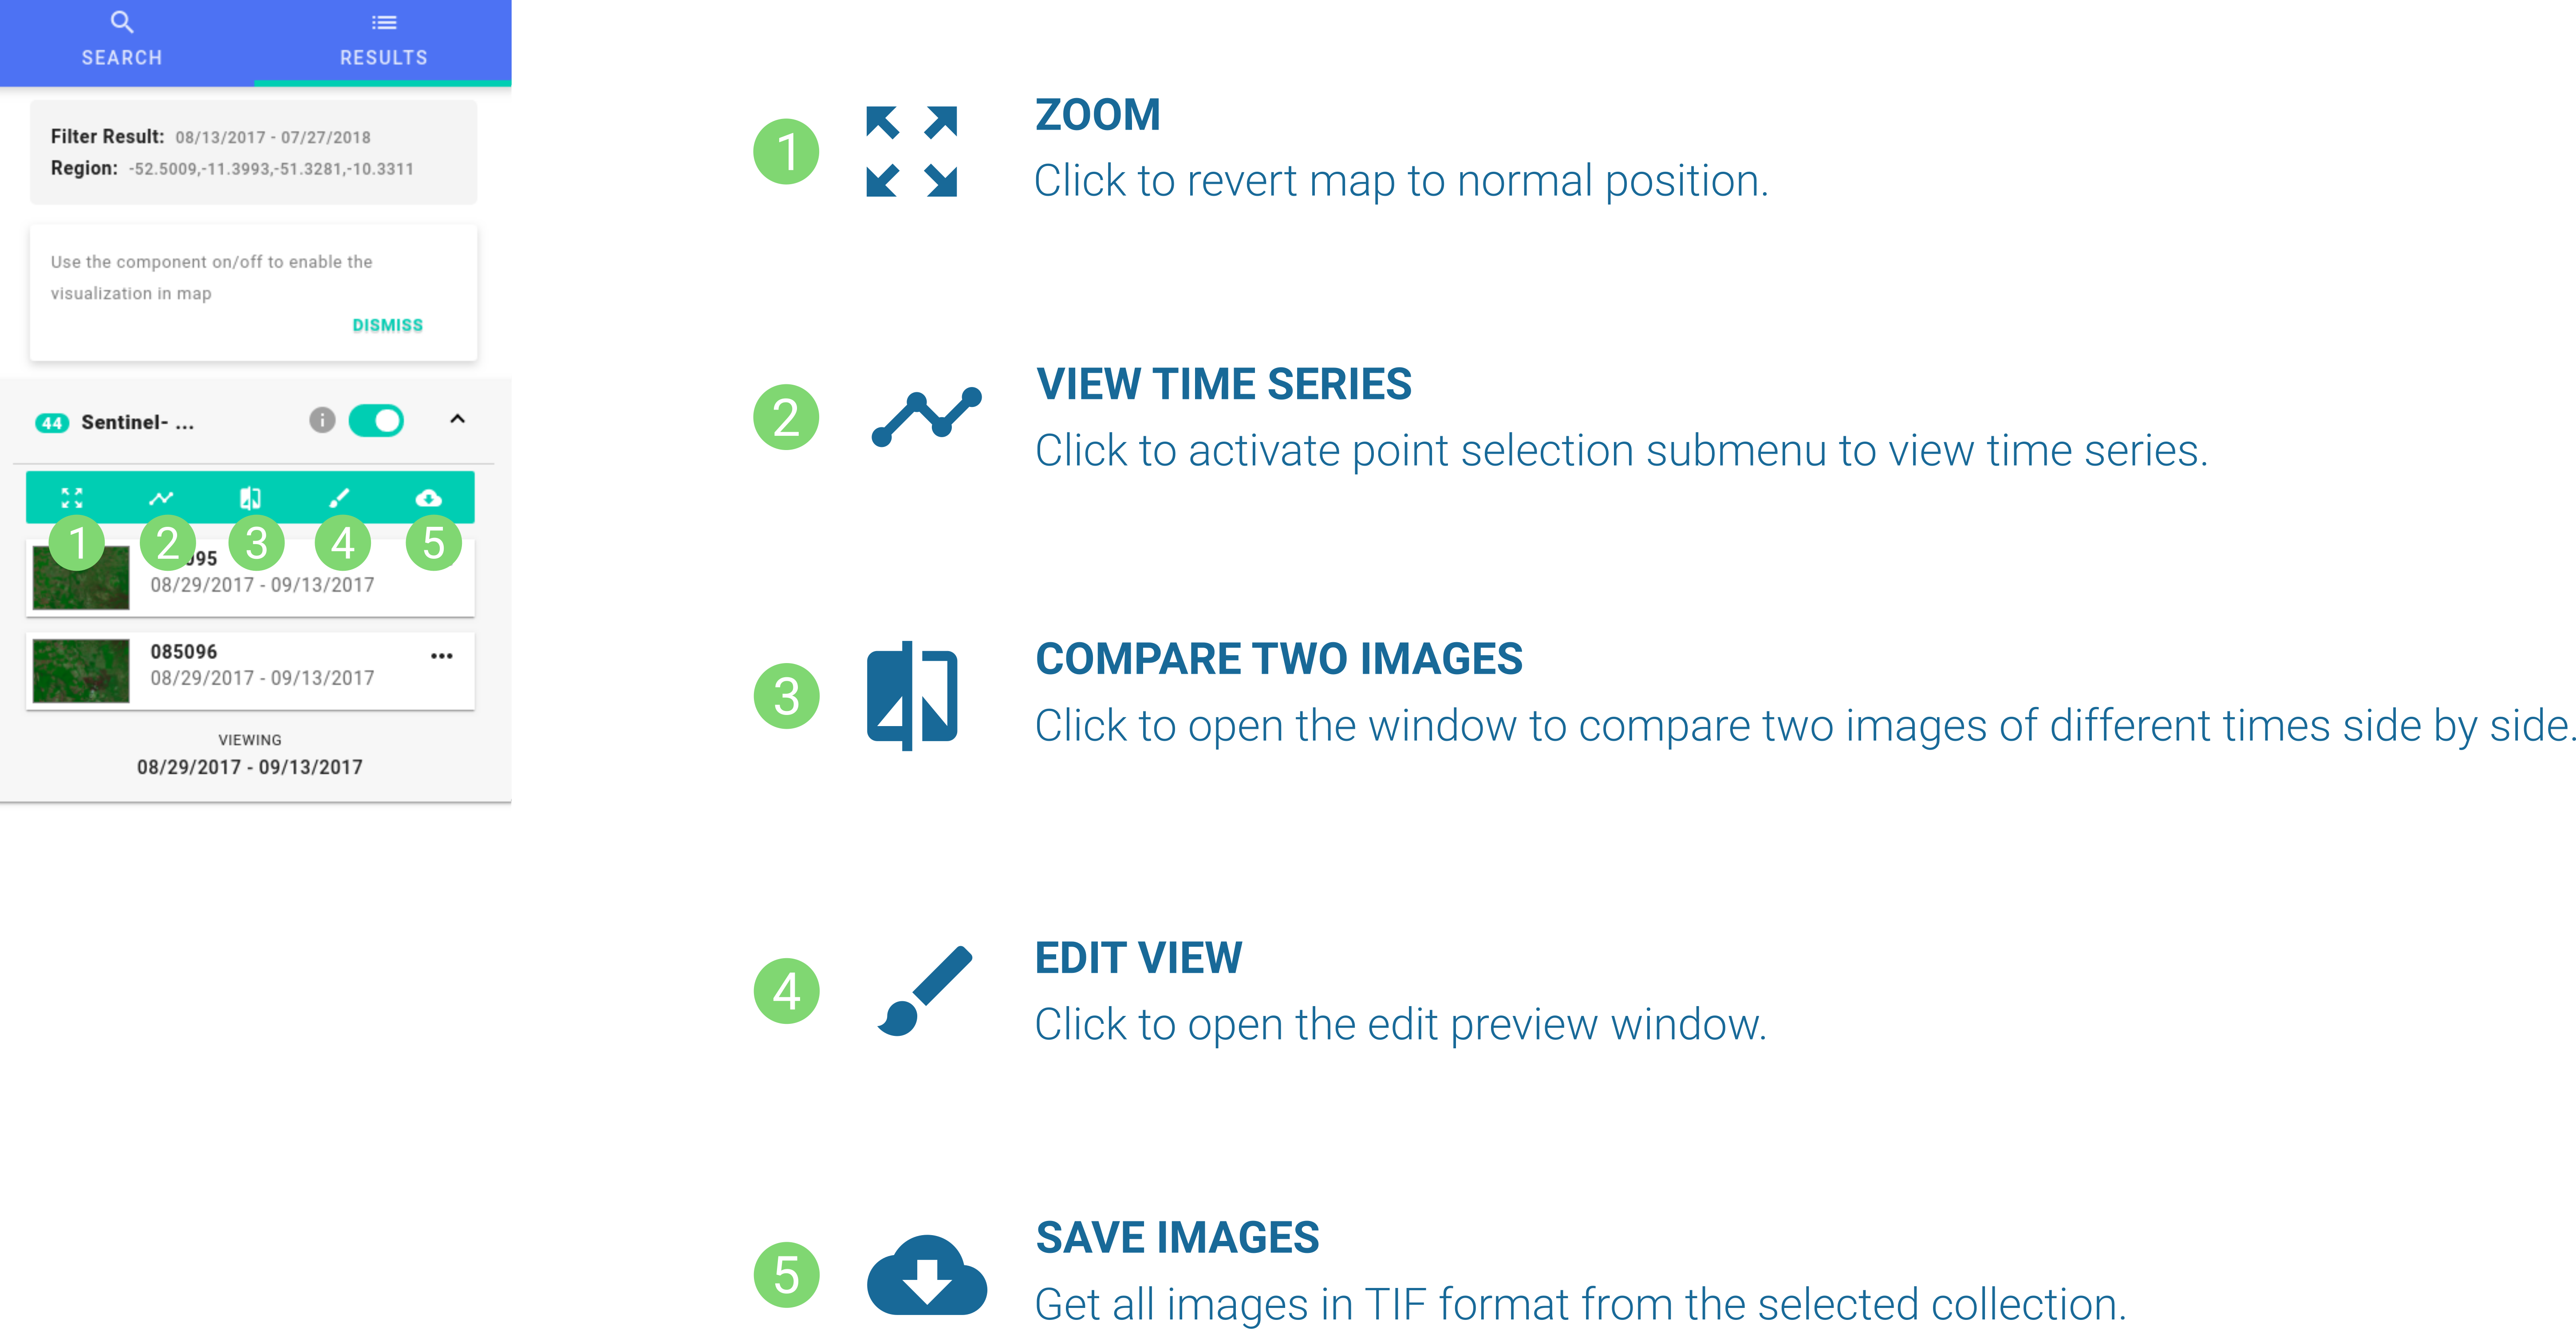 SEARCH
RESULTS
Filter Result: 08/13/2017 - 07/27/2018
Region: -52.5009,-11.3993,-51.3281,-10.3311
Use the component on/off to enable the
visualization in map
DISMISS
44 Sentinel- ...
1 2 3 4 5
08/29/2017 - 09/13/2017
085096
08/29/2017 - 09/13/2017
VIEWING
08/29/2017 - 09/13/2017
1
ZOOM
Click to revert map to normal position.
2
VIEW TIME SERIES
Click to activate point selection submenu to view time series.
3
COMPARE TWO IMAGES
Click to open the window to compare two images of different times side by side.
4
EDIT VIEW
Click to open the edit preview window.
5
SAVE IMAGES
Get all images in TIF format from the selected collection.